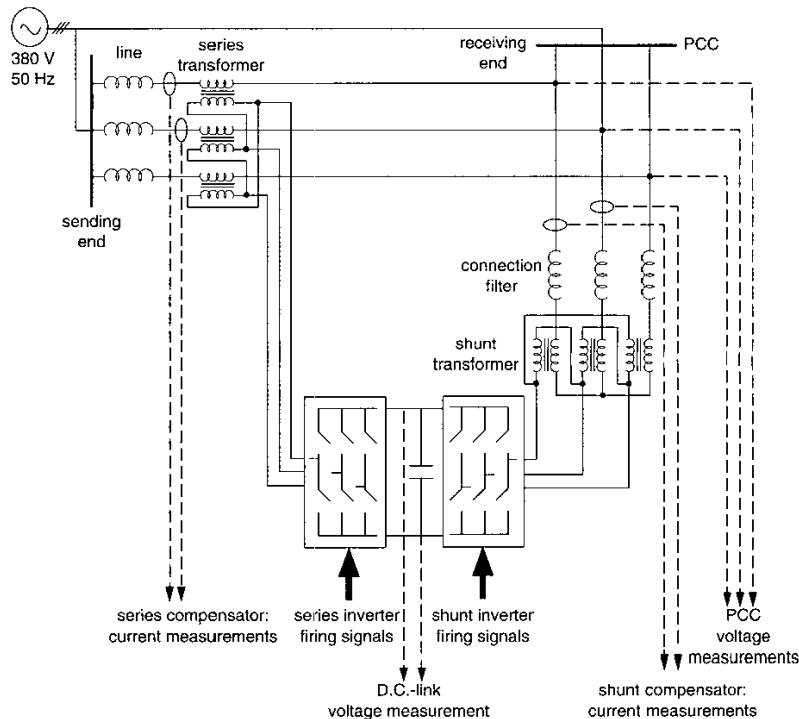 380 V
50 Hz
line
series
transformer
receiving
end
PCC
sending
end
connection
filter
shunt
transformer
series compensator:
current measurements
series inverter
firing signals
shunt inverter
firing signals
PCC
voltage
measurements
D.C.-link
voltage measurement
shunt compensator:
current measurements